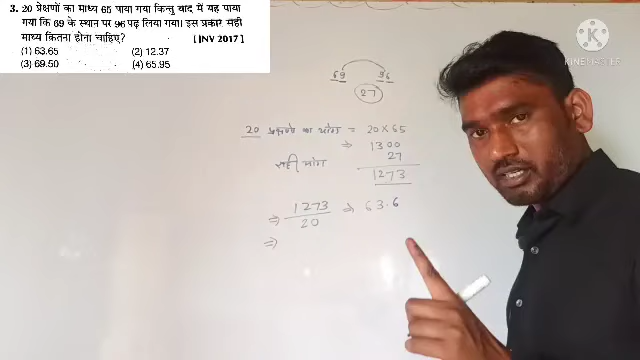 3. 20 प्रेक्षणों का माध्य 65 पाया गया किन्तु बाद में यह पाया
गया कि 69 के स्थान पर 96 पढ़ लिया गया। इस प्रकार सही
माध्य कितना होना चाहिए? [JNV 2017]
(1) 63.65 (2) 12.37
(3) 69.50 (4) 65.95
KINEMASTER
69 96
27
20 प्रेक्षणों का योग = 20 × 65
⇒ 1300
27
सही योग 1273
⇒ 1273/20 ⇒ 63.6
⇒